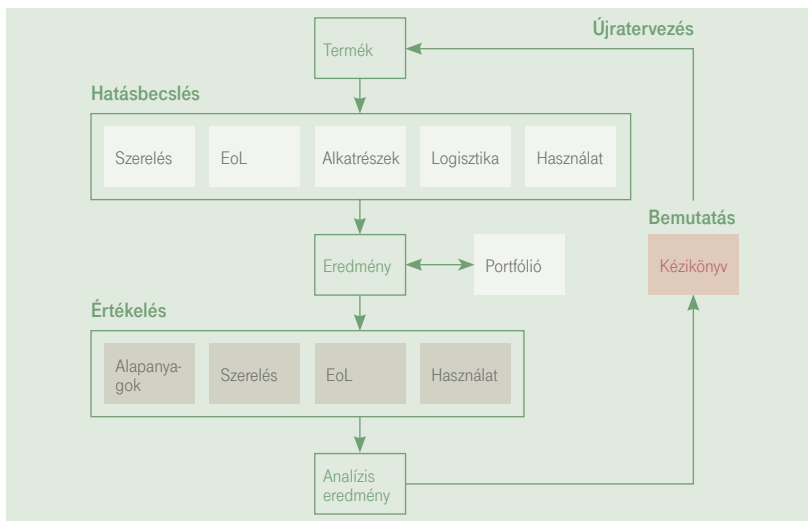 Újratervezés
Termék
Hatásbecslés
Szerelés
EoL
Alkatrészek
Logisztika
Használat
Bemutatás
Eredmény
Portfólió
Kézikönyv
Értékelés
Alapanya-
gok
Szerelés
EoL
Használat
Analízis
eredmény